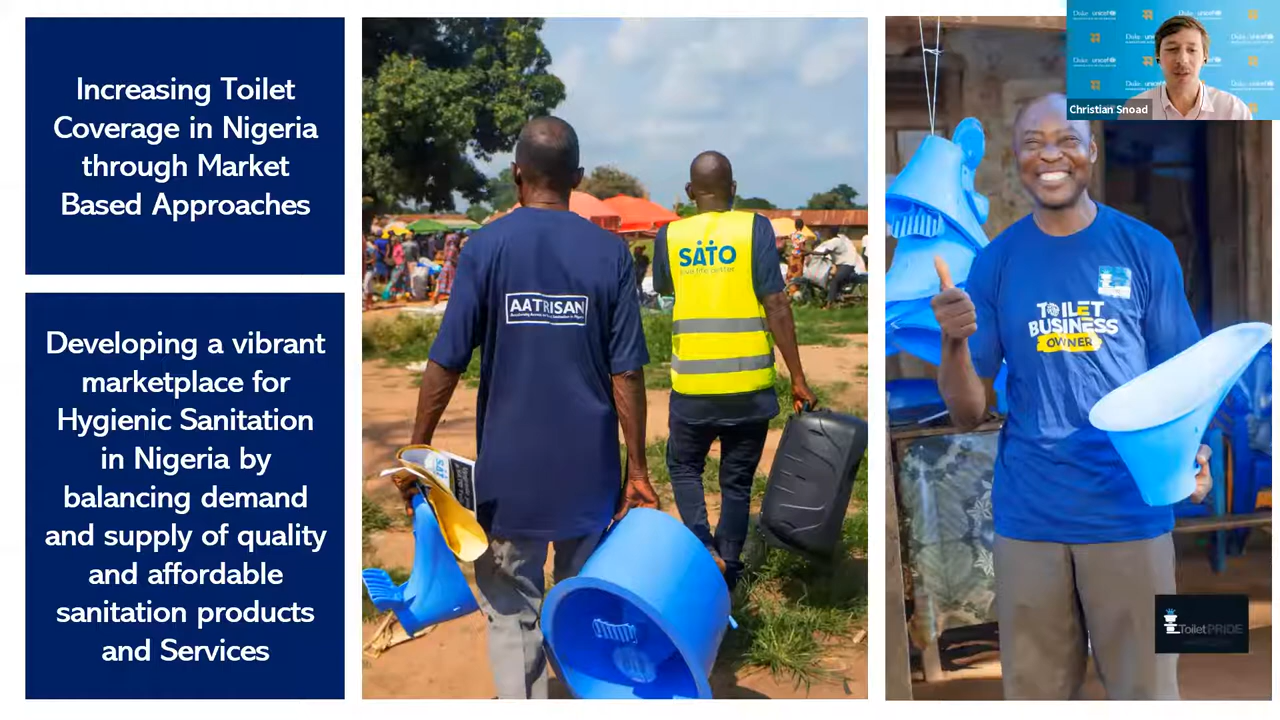 Increasing Toilet
Coverage in Nigeria
through Market
Based Approaches
Developing a vibrant
marketplace for
Hygienic Sanitation
in Nigeria by
balancing demand
and supply of quality
and affordable
sanitation products
and Services
AATRISAN
SATO
TOILET
BUSINESS
OWNER
ToiletPRIDE
Christian Snoad
unicef